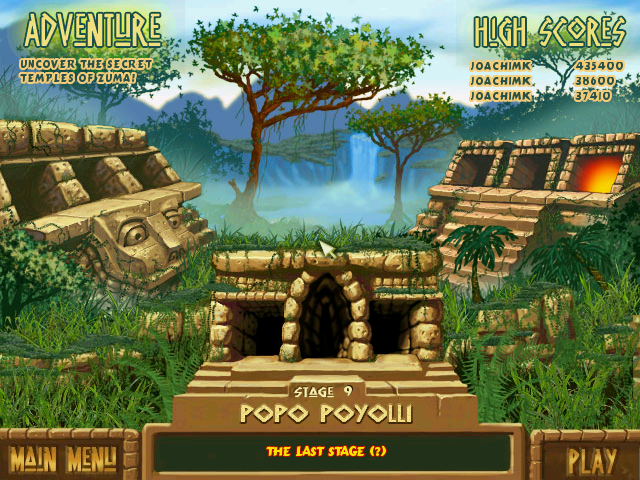 ADVENTURE
UNCOVER THE SECRET
TEMPLES OF ZUMA!
HIGH SCORES
JOACHIMK 435400
JOACHIMK 38600
JOACHIMK 37410
STAGE 9
POPO POYOLLI
THE LAST STAGE (?)
MAIN MENU
PLAY